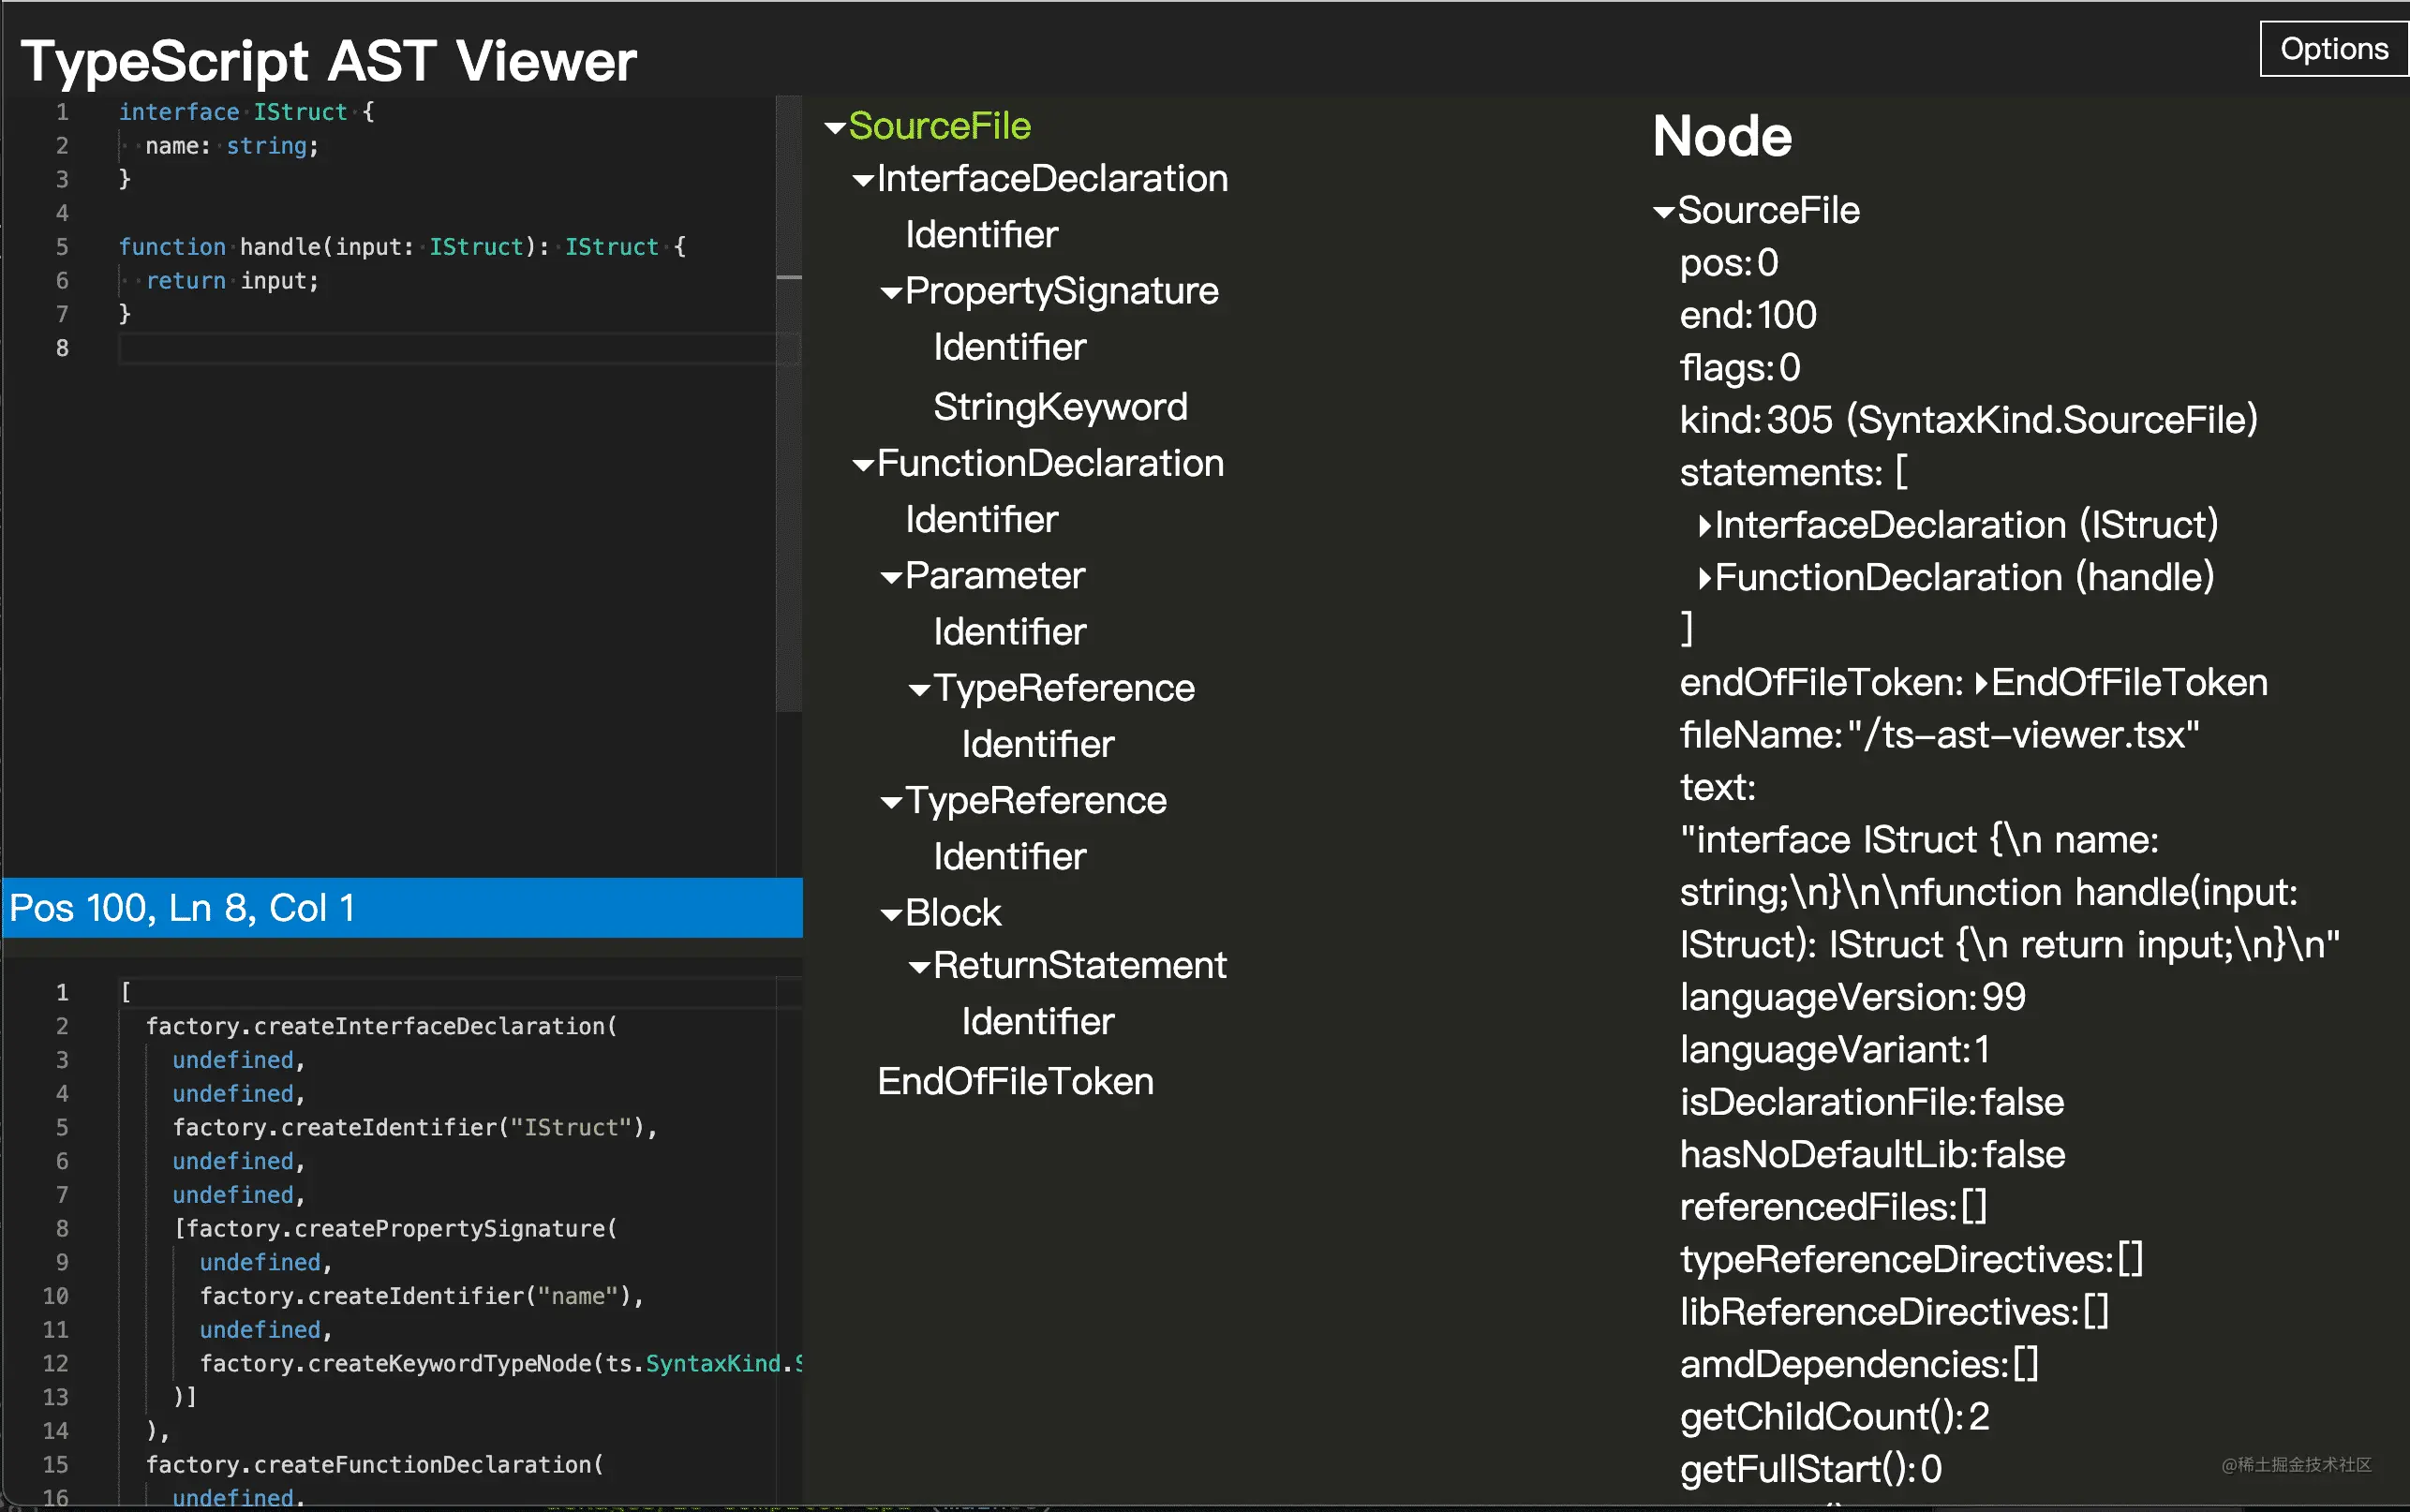 TypeScript AST Viewer
Options
1 interface IStruct {
2 name: string;
3 }
4
5 function handle(input: IStruct): IStruct {
6 return input;
7 }
8
Pos 100, Ln 8, Col 1
1 [
2 factory.createInterfaceDeclaration(
3 undefined,
4 undefined,
5 factory.createIdentifier("IStruct"),
6 undefined,
7 undefined,
8 [factory.createPropertySignature(
9 undefined,
10 factory.createIdentifier("name"),
11 undefined,
12 factory.createKeywordTypeNode(ts.SyntaxKind.S
13 )]
14 ),
15 factory.createFunctionDeclaration(
16 undefined,
SourceFile
InterfaceDeclaration
Identifier
PropertySignature
Identifier
StringKeyword
FunctionDeclaration
Identifier
Parameter
Identifier
TypeReference
Identifier
TypeReference
Identifier
Block
ReturnStatement
Identifier
EndOfFileToken
Node
SourceFile
pos:0
end:100
flags:0
kind:305 (SyntaxKind.SourceFile)
statements: [
InterfaceDeclaration (IStruct)
FunctionDeclaration (handle)
]
endOfFileToken: EndOfFileToken
fileName:"/ts-ast-viewer.tsx"
text:
"interface IStruct {\n name:
string;\n}\n\nfunction handle(input:
IStruct): IStruct {\n return input;\n}\n"
languageVersion:99
languageVariant:1
isDeclarationFile:false
hasNoDefaultLib:false
referencedFiles:[]
typeReferenceDirectives:[]
libReferenceDirectives:[]
amdDependencies:[]
getChildCount():2
getFullStart():0
@稀土掘金技术社区